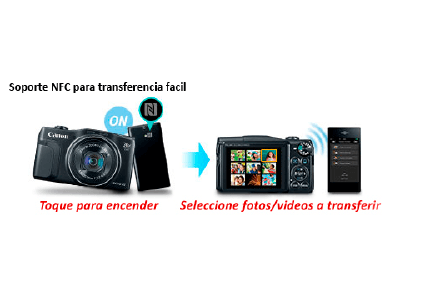 Soporte NFC para transferencia facil
ON
Canon
Toque para encender
Seleccione fotos/videos a transferir